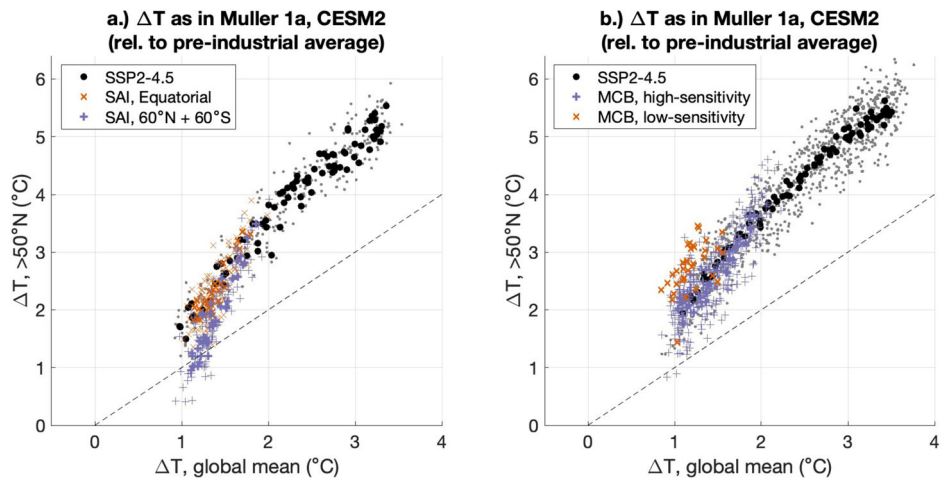 a.) ΔT as in Muller 1a, CESM2
(rel. to pre-industrial average)
SSP2-4.5
SAI, Equatorial
SAI, 60°N + 60°S
6
5
4
3
2
1
0
0
1
2
3
4
ΔT, >50°N (°C)
ΔT, global mean (°C)
b.) ΔT as in Muller 1a, CESM2
(rel. to pre-industrial average)
SSP2-4.5
MCB, high-sensitivity
MCB, low-sensitivity
6
5
4
3
2
1
0
0
1
2
3
4
ΔT, >50°N (°C)
ΔT, global mean (°C)